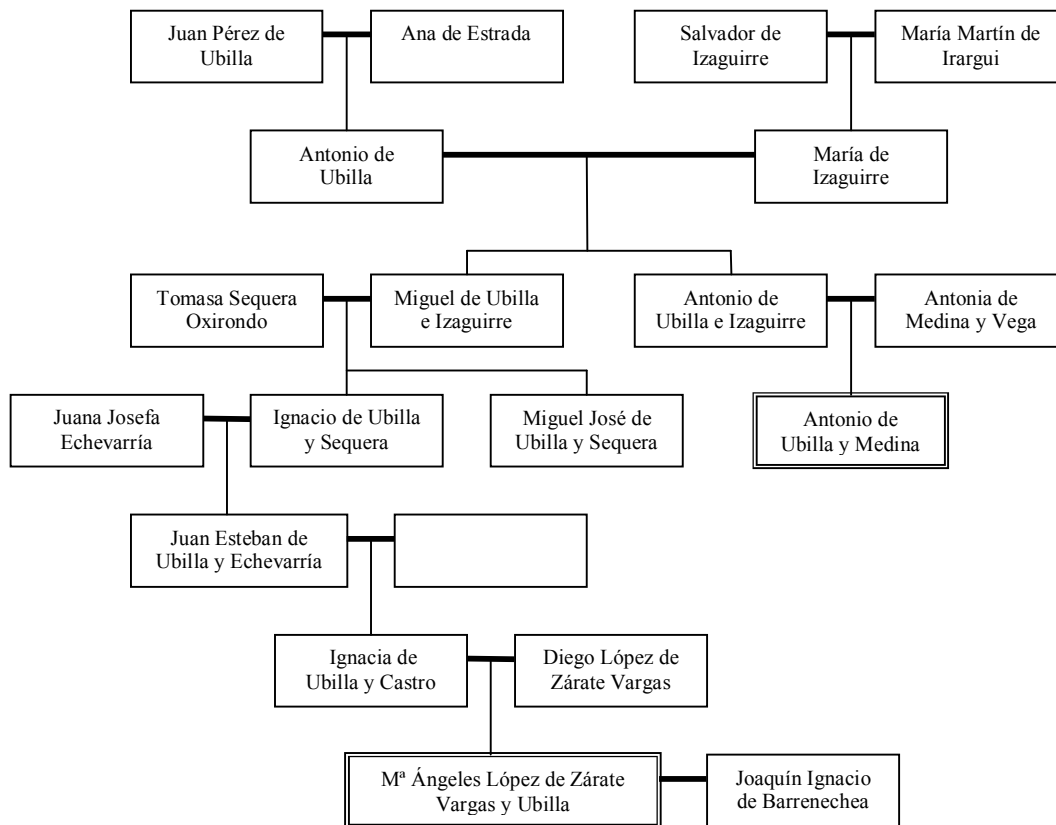 Juan Pérez de
Ubilla
Ana de Estrada
Salvador de
Izaguirre
María Martín de
Irargui
Antonio de
Ubilla
María de
Izaguirre
Tomasa Sequera
Oxirondo
Miguel de Ubilla
e Izaguirre
Antonio de
Ubilla e Izaguirre
Antonia de
Medina y Vega
Juana Josefa
Echevarría
Ignacio de Ubilla
y Sequera
Miguel José de
Ubilla y Sequera
Antonio de
Ubilla y Medina
Juan Esteban de
Ubilla y Echevarría
Ignacia de
Ubilla y Castro
Diego López de
Zárate Vargas
Mª Ángeles López de Zárate
Vargas y Ubilla
Joaquín Ignacio
de Barrenechea